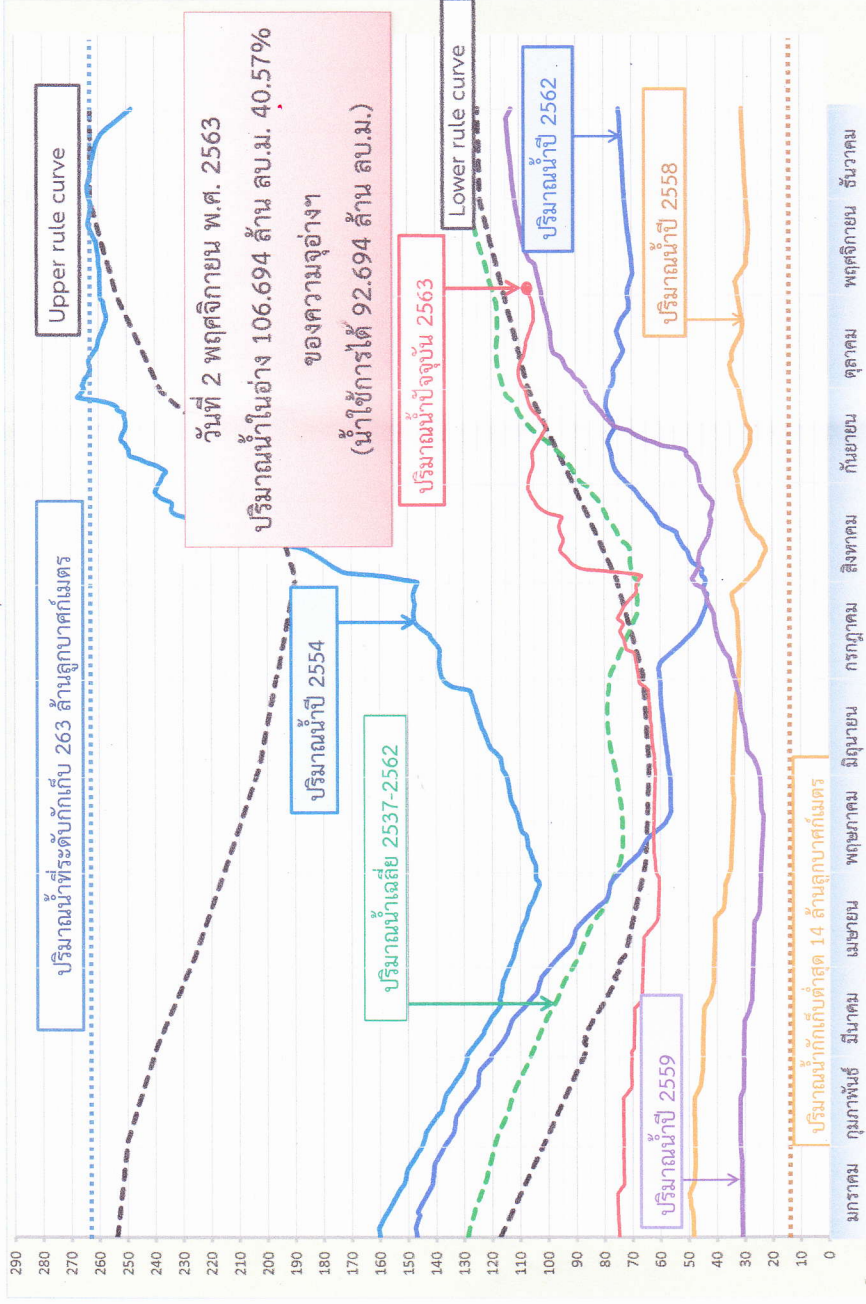 290
280
270
260
250
240
230
220
210
200
190
180
170
160
150
140
130
120
110
100
90
80
70
60
50
40
30
20
10
0
ปริมาณน้ำที่ระดับกักเก็บ 263 ล้านลูกบาศก์เมตร
Upper rule curve
วันที่ 2 พฤศจิกายน พ.ศ. 2563
ปริมาณน้ำในอ่าง 106.694 ล้าน ลบ.ม. 40.57%
ของความจุอ่างฯ
(น้ำใช้การได้ 92.694 ล้าน ลบ.ม.)
ปริมาณน้ำปี 2554
ปริมาณน้ำเฉลี่ย 2537-2562
ปริมาณน้ำปัจจุบัน 2563
Lower rule curve
ปริมาณน้ำปี 2562
ปริมาณน้ำปี 2559
ปริมาณน้ำปี 2558
ปริมาณน้ำกักเก็บต่ำสุด 14 ล้านลูกบาศก์เมตร
มกราคม กุมภาพันธ์ มีนาคม เมษายน พฤษภาคม มิถุนายน กรกฎาคม สิงหาคม กันยายน ตุลาคม พฤศจิกายน ธันวาคม